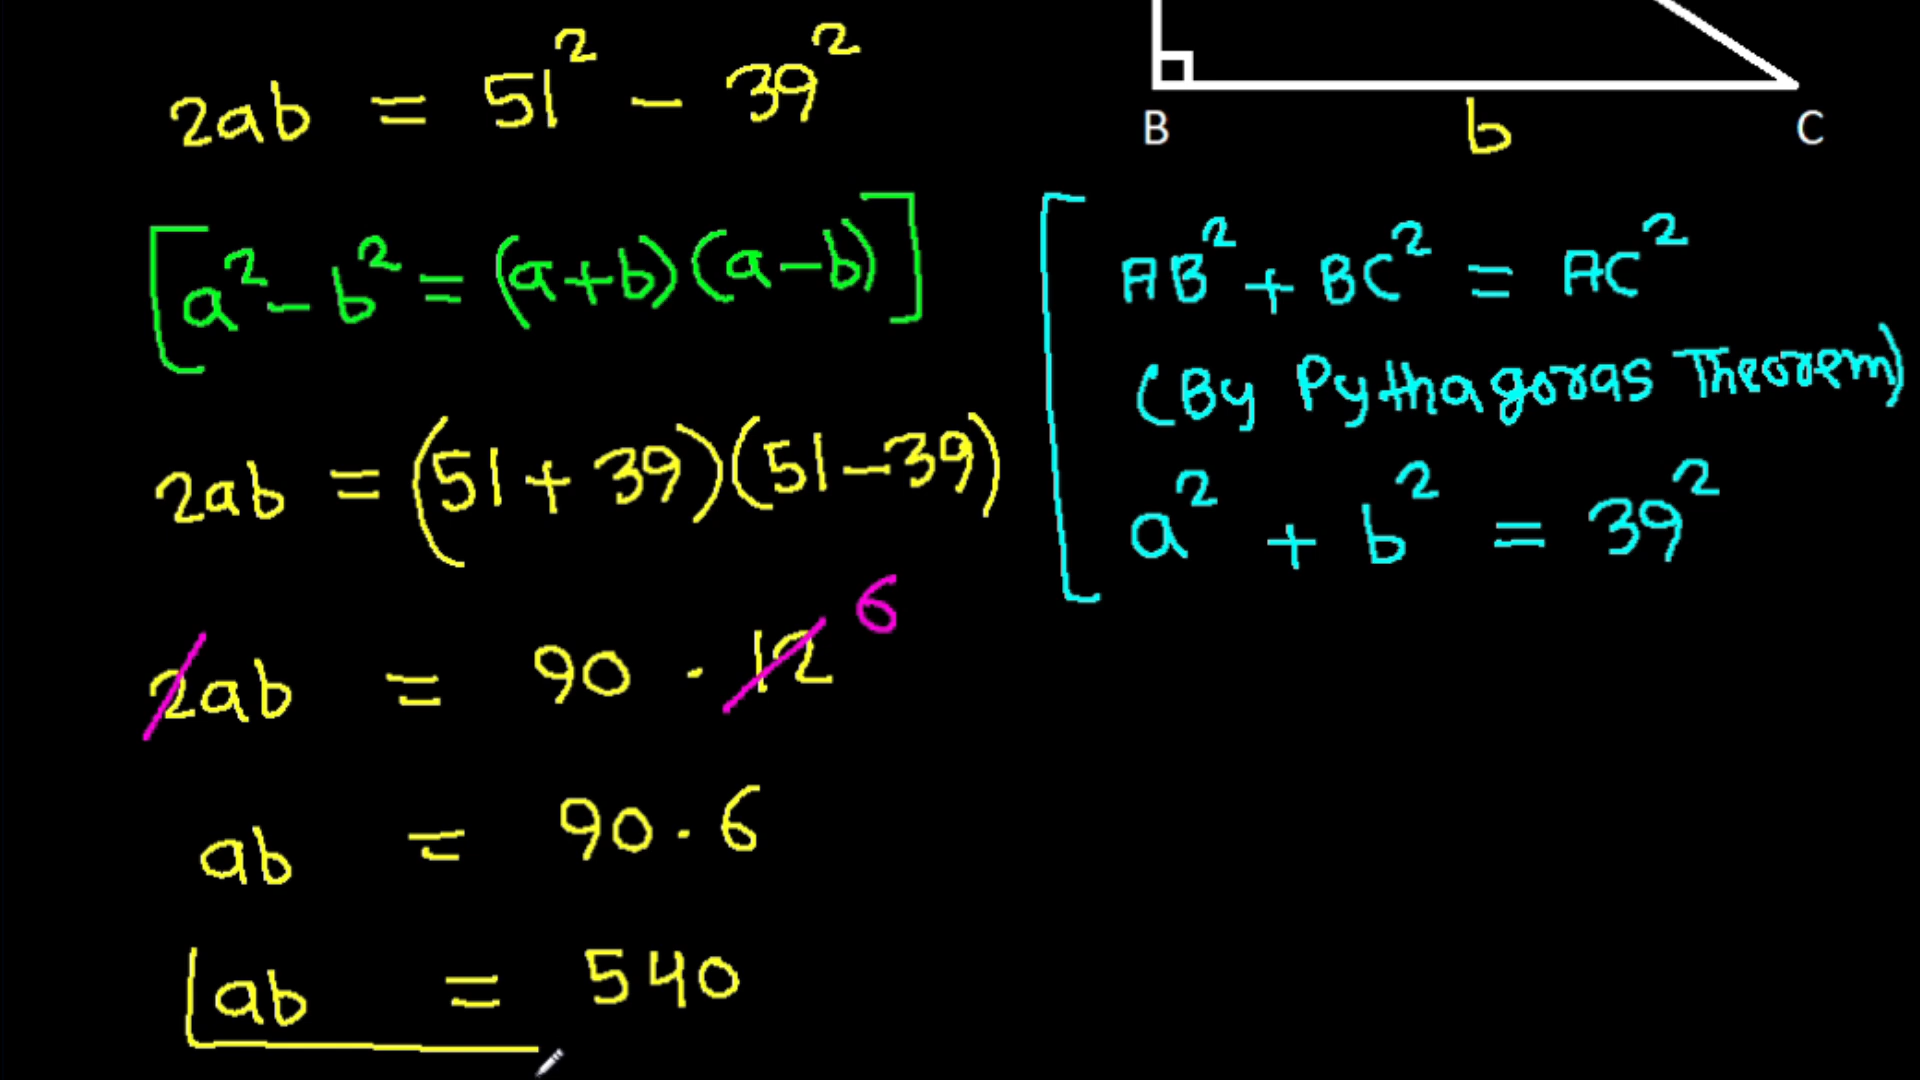 2ab = 51² − 39²
[a² − b² = (a+b)(a−b)]
2ab = (51 + 39)(51−39)
2ab = 90 · 12 6
ab = 90 · 6
ab = 540
B b C
AB² + BC² = AC²
(By Pythagoras Theorem)
a² + b² = 39²